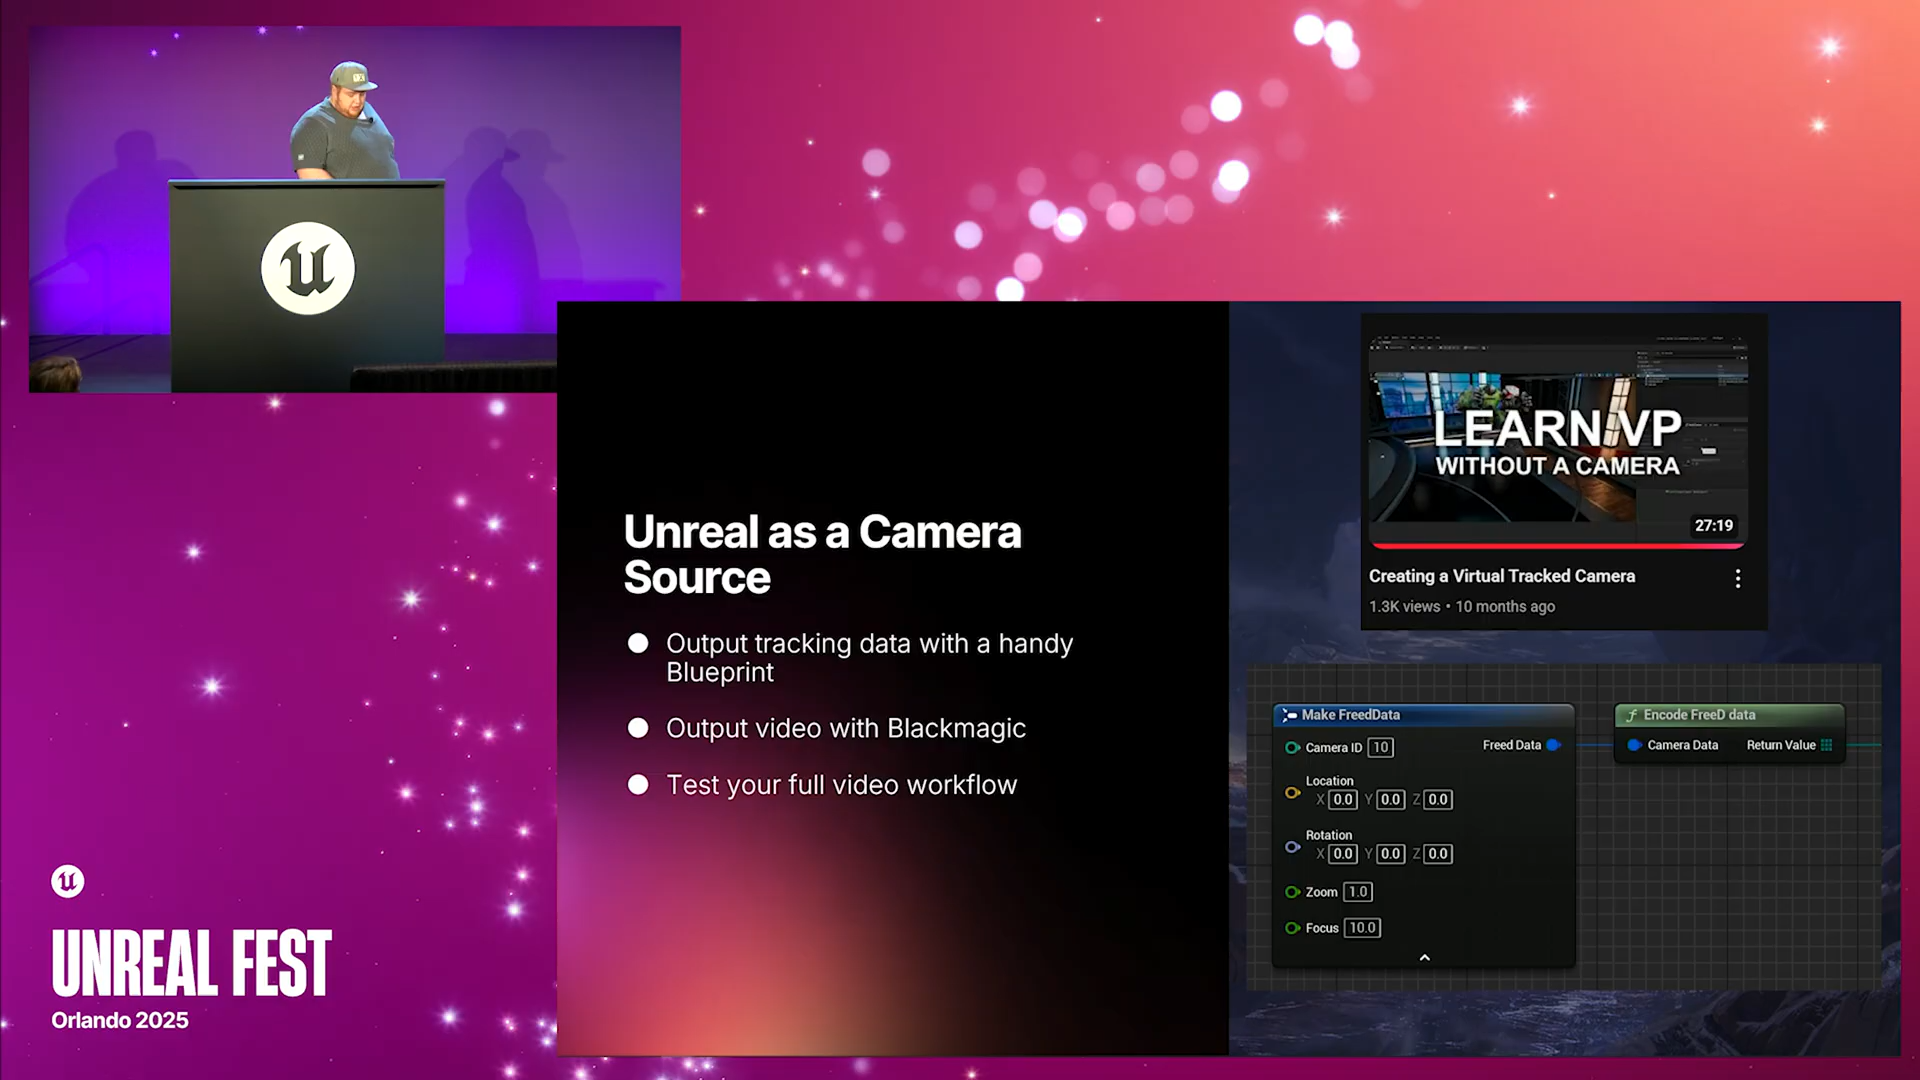 Unreal as a Camera
Source
Output tracking data with a handy
Blueprint
Output video with Blackmagic
Test your full video workflow
LEARN VP
WITHOUT A CAMERA
27:19
Creating a Virtual Tracked Camera
1.3K views • 10 months ago
Make FreedData
Camera ID 10
Freed Data
Location
X 0.0 Y 0.0 Z 0.0
Rotation
X 0.0 Y 0.0 Z 0.0
Zoom 1.0
Focus 10.0
Encode FreeD data
Camera Data Return Value
UNREAL FEST
Orlando 2025